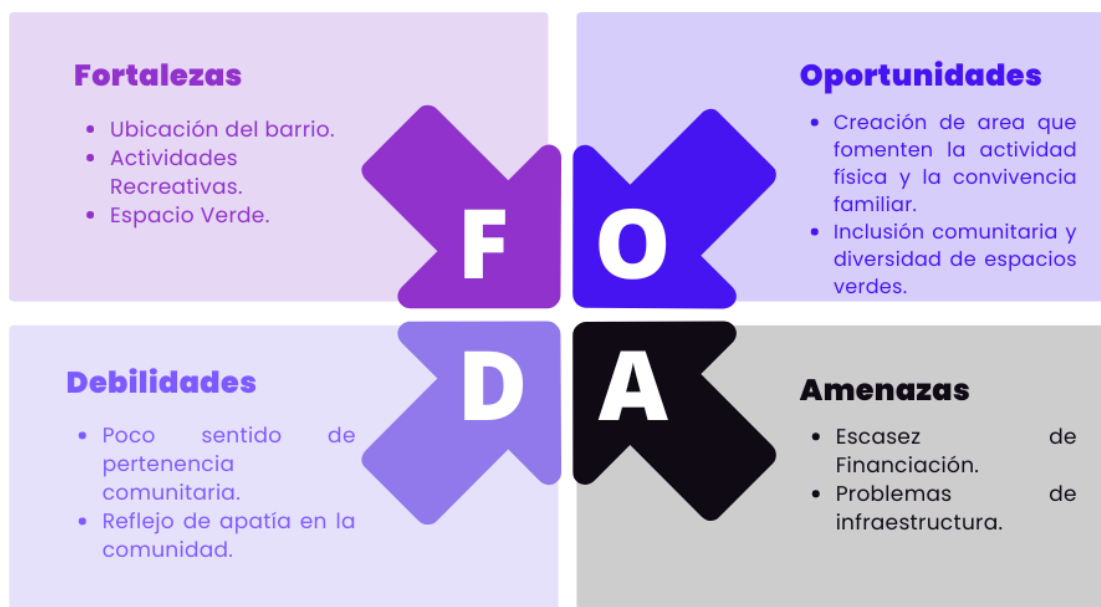 Fortalezas
• Ubicación del barrio.
• Actividades
Recreativas.
• Espacio Verde.
Oportunidades
• Creación de area que
fomenten la actividad
física y la convivencia
familiar.
• Inclusión comunitaria y
diversidad de espacios
verdes.
F
O
D
A
Debilidades
• Poco sentido de
pertenencia
comunitaria.
• Reflejo de apatía en la
comunidad.
Amenazas
• Escasez de
Financiación.
• Problemas de
infraestructura.